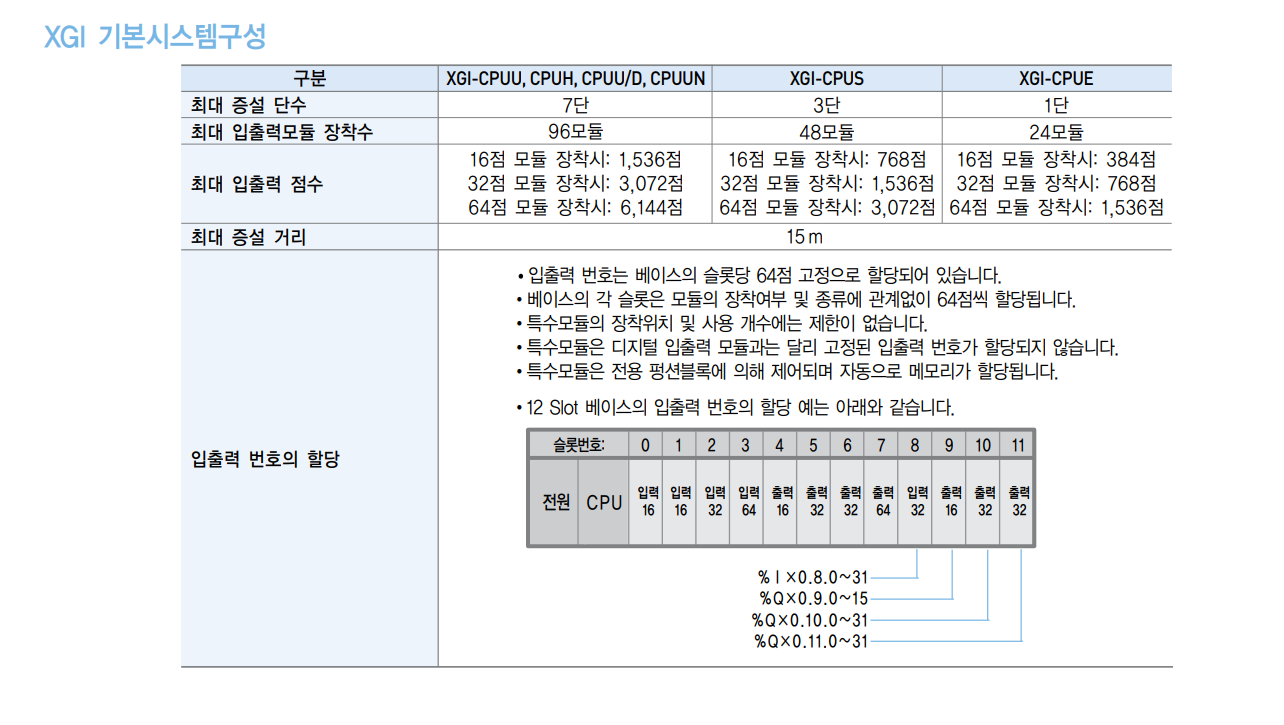 XGI 기본시스템구성
구분 XGI-CPUU, CPUH, CPUU/D, CPUUN XGI-CPUS XGI-CPUE
최대 증설 단수 7단 3단 1단
최대 입출력모듈 장착수 96모듈 48모듈 24모듈
최대 입출력 점수
16점 모듈 장착시: 1,536점 16점 모듈 장착시: 768점 16점 모듈 장착시: 384점
32점 모듈 장착시: 3,072점 32점 모듈 장착시: 1,536점 32점 모듈 장착시: 768점
64점 모듈 장착시: 6,144점 64점 모듈 장착시: 3,072점 64점 모듈 장착시: 1,536점
최대 증설 거리 15 m
입출력 번호의 할당
• 입출력 번호는 베이스의 슬롯당 64점 고정으로 할당되어 있습니다.
• 베이스의 각 슬롯은 모듈의 장착여부 및 종류에 관계없이 64점씩 할당됩니다.
• 특수모듈의 장착위치 및 사용 개수에는 제한이 없습니다.
• 특수모듈은 디지털 입출력 모듈과는 달리 고정된 입출력 번호가 할당되지 않습니다.
• 특수모듈은 전용 펑션블록에 의해 제어되며 자동으로 메모리가 할당됩니다.
• 12 Slot 베이스의 입출력 번호의 할당 예는 아래와 같습니다.
슬롯번호: 0 1 2 3 4 5 6 7 8 9 10 11
전원 CPU 입력 입력 입력 입력 출력 출력 출력 출력 입력 출력 출력 출력
16 16 32 64 16 32 32 64 32 16 32 32
%I×0.8.0~31
%Q×0.9.0~15
%Q×0.10.0~31
%Q×0.11.0~31